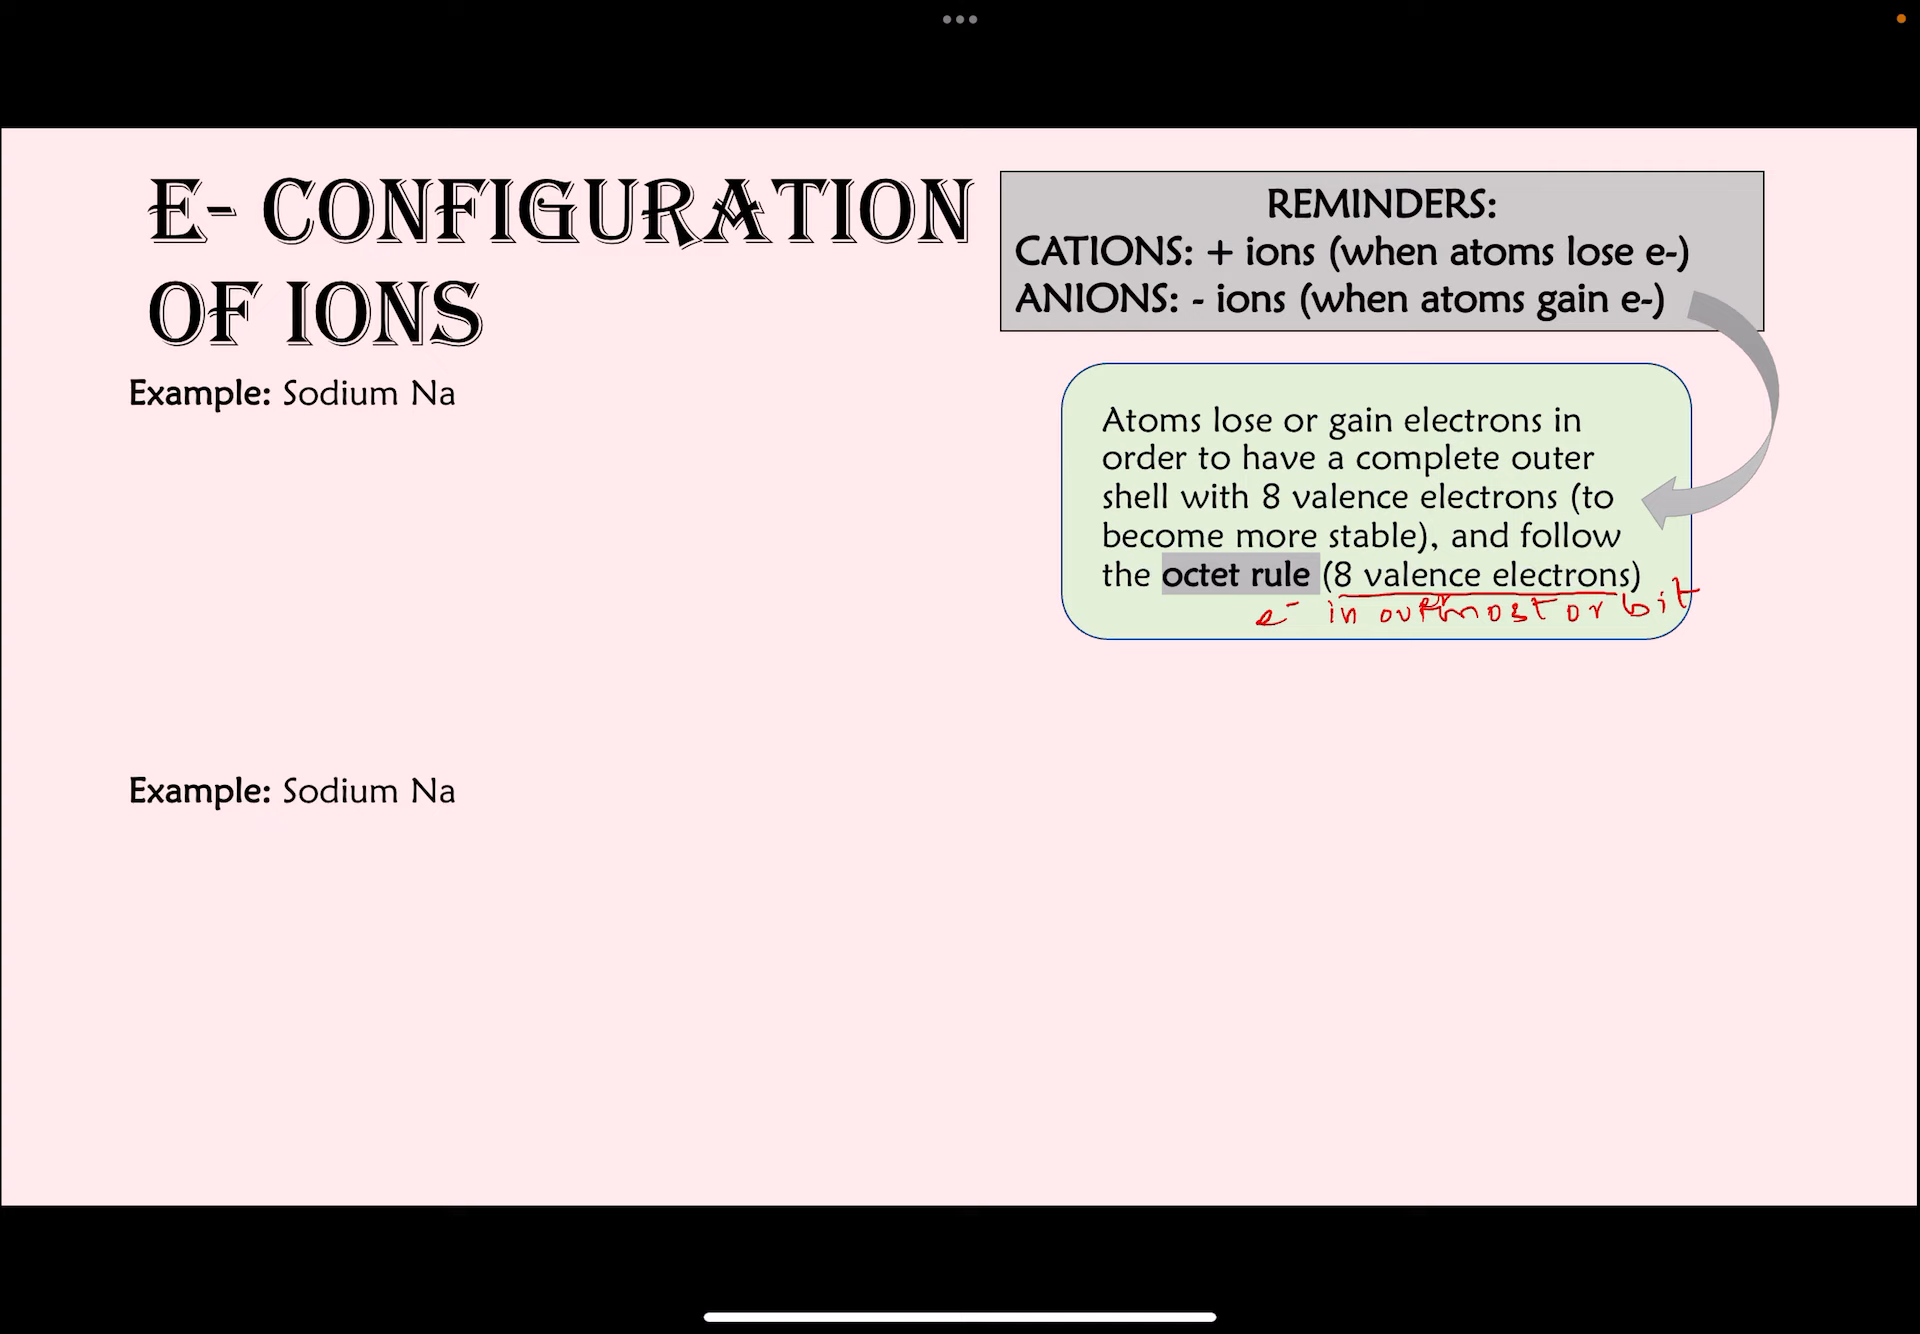 E- CONFIGURATION
OF IONS
REMINDERS:
CATIONS: + ions (when atoms lose e-)
ANIONS: - ions (when atoms gain e-)
Example: Sodium Na
Atoms lose or gain electrons in
order to have a complete outer
shell with 8 valence electrons (to
become more stable), and follow
the octet rule (8 valence electrons)
e- in outermost orbit
Example: Sodium Na